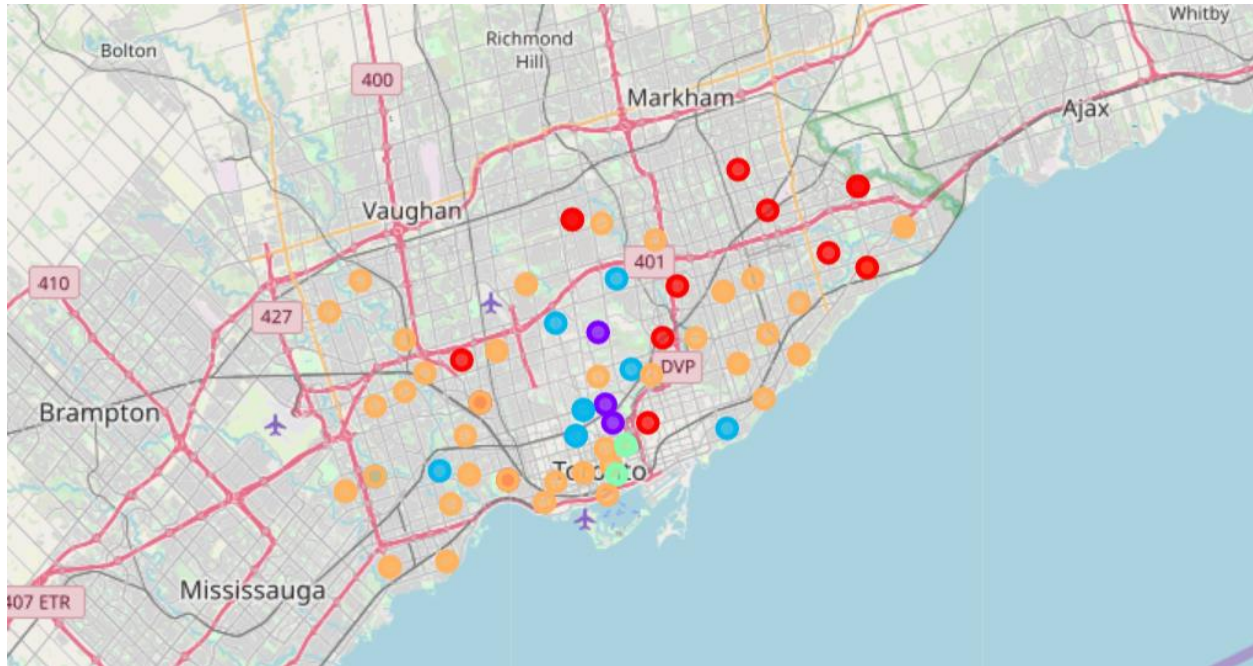 Whitby
Bolton
Richmond
Hill
400
Markham
Ajax
Vaughan
401
410
427
DVP
Brampton
Toronto
Mississauga
407 ETR